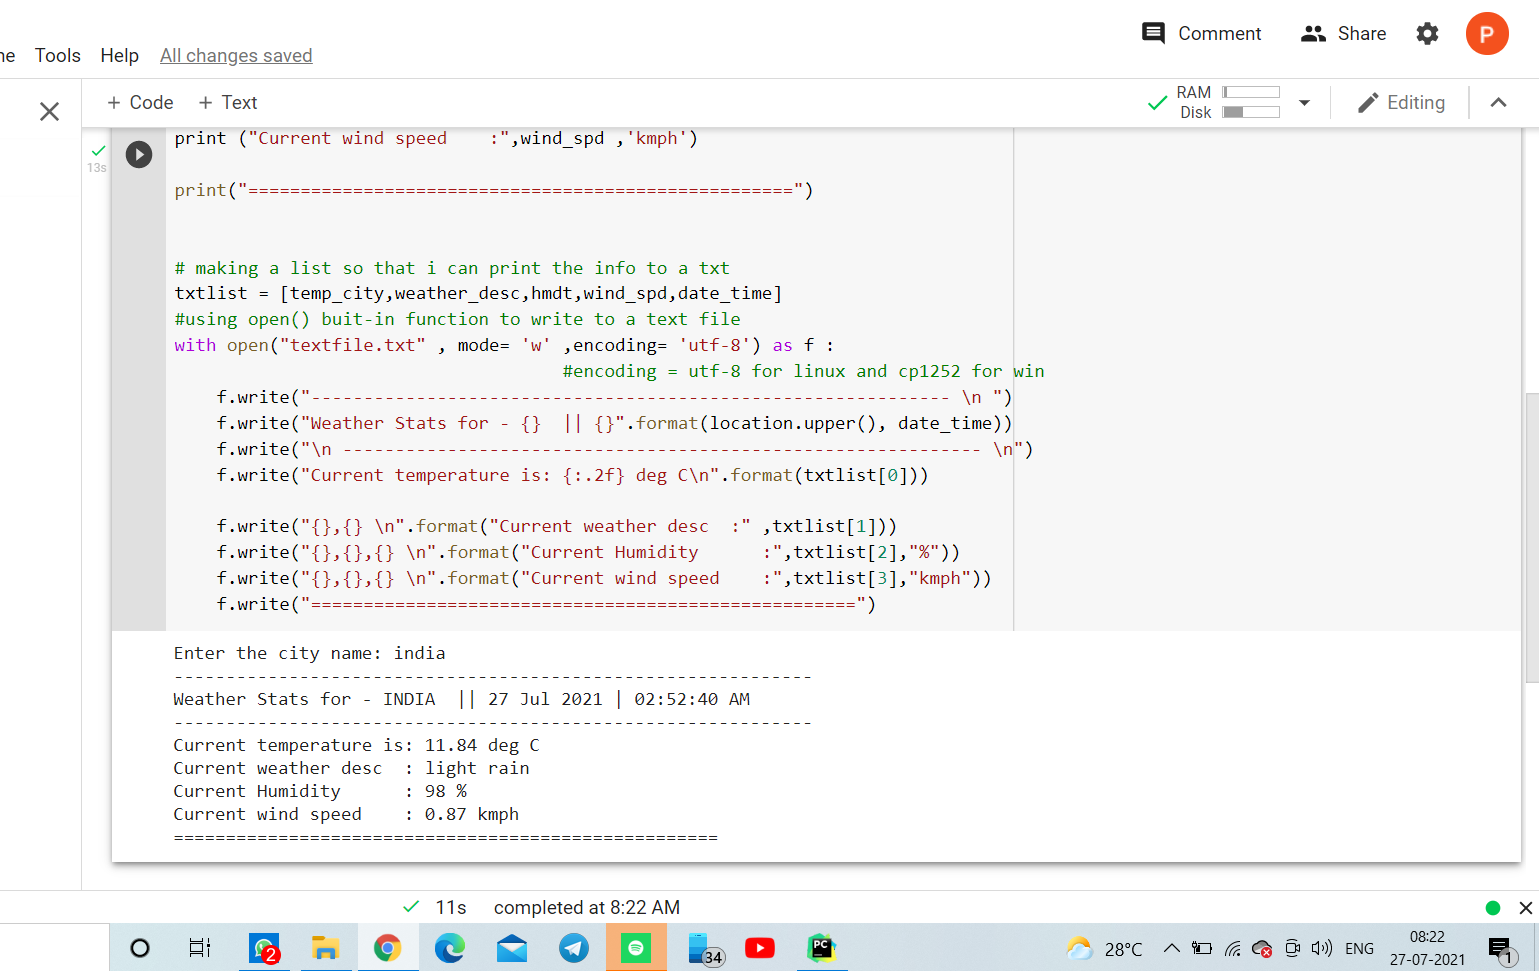 Comment Share P
ne Tools Help All changes saved
+ Code + Text RAM Disk Editing
13s
print ("Current wind speed    :",wind_spd ,'kmph')
print("====================================================")
# making a list so that i can print the info to a txt
txtlist = [temp_city,weather_desc,hmdt,wind_spd,date_time]
#using open() buit-in function to write to a text file
with open("textfile.txt" , mode= 'w' ,encoding= 'utf-8') as f :
#encoding = utf-8 for linux and cp1252 for win
f.write("------------------------------------------------------------- \n ")
f.write("Weather Stats for - {}  || {}".format(location.upper(), date_time))
f.write("\n ------------------------------------------------------------- \n")
f.write("Current temperature is: {:.2f} deg C\n".format(txtlist[0]))
f.write("{},{} \n".format("Current weather desc  :" ,txtlist[1]))
f.write("{},{},{} \n".format("Current Humidity      :",txtlist[2],"%"))
f.write("{},{},{} \n".format("Current wind speed    :",txtlist[3],"kmph"))
f.write("====================================================")
Enter the city name: india
-------------------------------------------------------------
Weather Stats for - INDIA  || 27 Jul 2021 | 02:52:40 AM
-------------------------------------------------------------
Current temperature is: 11.84 deg C
Current weather desc  : light rain
Current Humidity      : 98 %
Current wind speed    : 0.87 kmph
====================================================
11s completed at 8:22 AM
2 34 PC 28°C ENG 08:22 1
27-07-2021